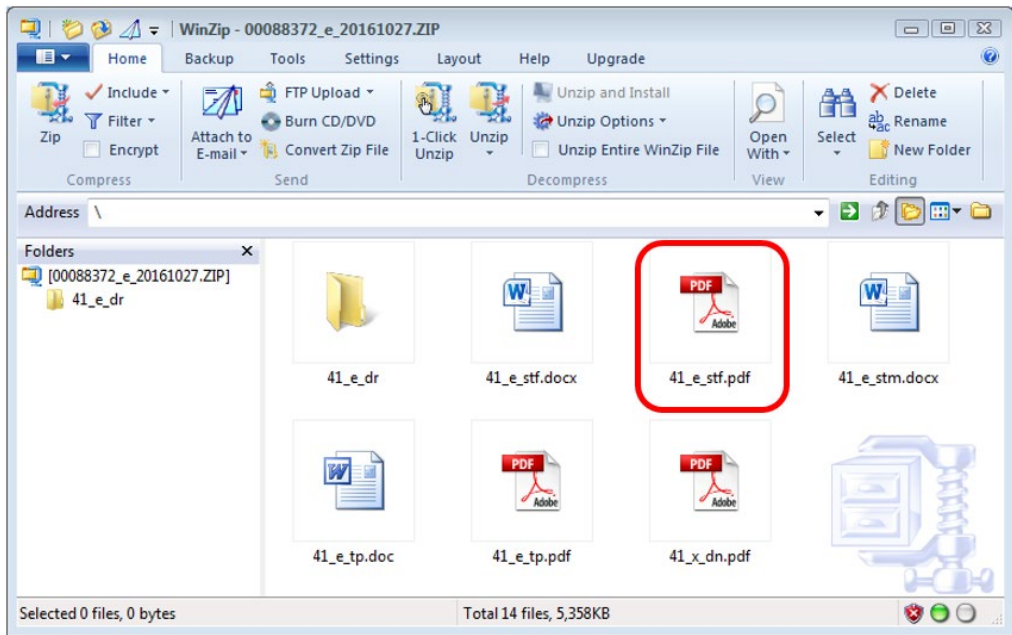 WinZip - 00088372_e_20161027.ZIP
Home Backup Tools Settings Layout Help Upgrade
Zip
Include
Filter
Encrypt
Compress
Attach to
E-mail
FTP Upload
Burn CD/DVD
Convert Zip File
Send
1-Click
Unzip
Unzip
Unzip and Install
Unzip Options
Unzip Entire WinZip File
Decompress
Open
With
View
Select
Delete
ab
ac
Rename
New Folder
Editing
Address \
Folders x
[00088372_e_20161027.ZIP]
41_e_dr
41_e_dr
W
41_e_stf.docx
PDF
Adobe
41_e_stf.pdf
W
41_e_stm.docx
W
41_e_tp.doc
PDF
Adobe
41_e_tp.pdf
PDF
Adobe
41_x_dn.pdf
Selected 0 files, 0 bytes
Total 14 files, 5,358KB